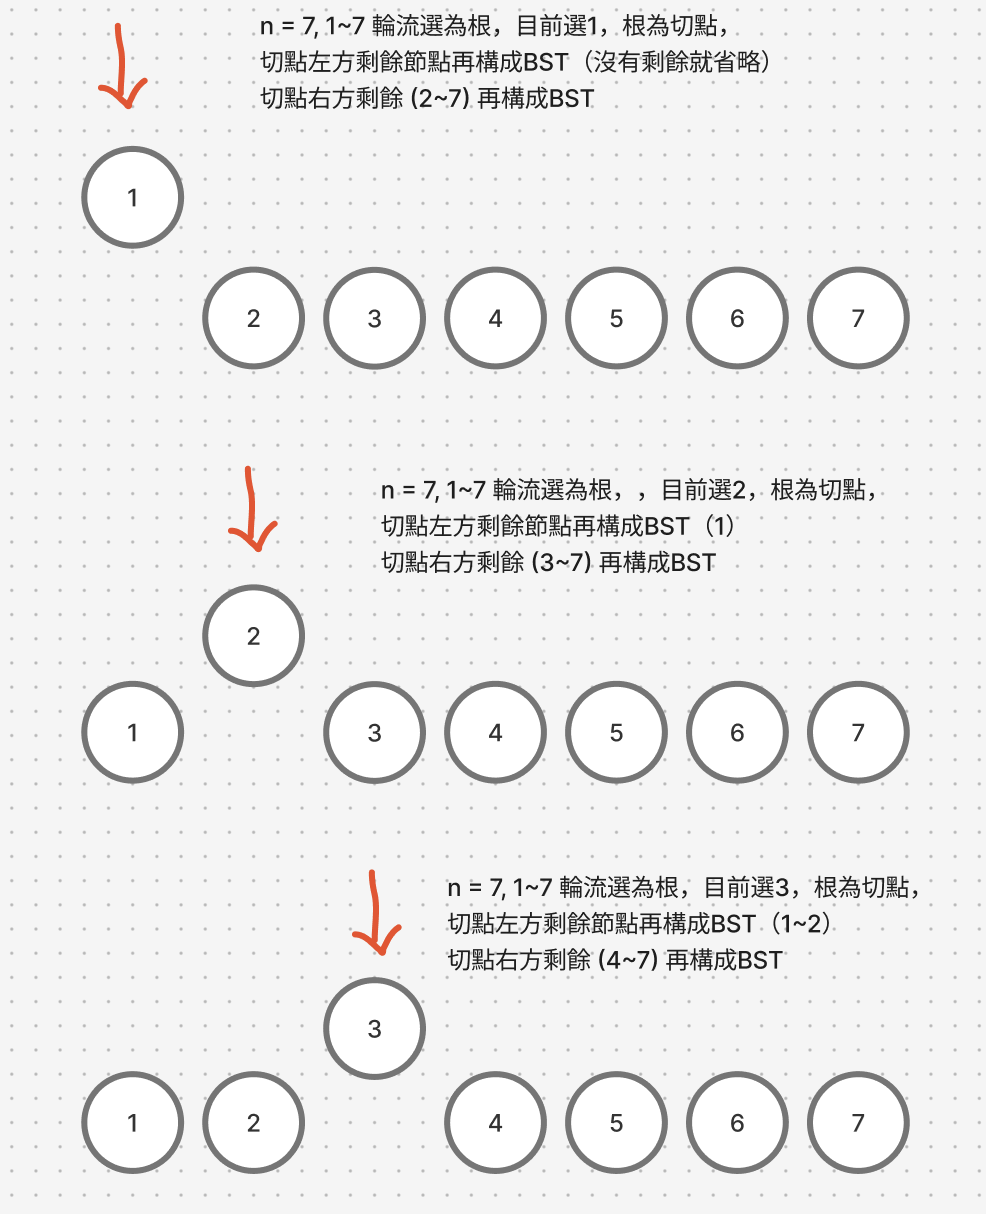 n = 7, 1~7 輪流選為根，目前選1，根為切點，
切點左方剩餘節點再構成BST（沒有剩餘就省略）
切點右方剩餘 (2~7) 再構成BST
1
2 3 4 5 6 7
n = 7, 1~7 輪流選為根，，目前選2，根為切點，
切點左方剩餘節點再構成BST（1）
切點右方剩餘 (3~7) 再構成BST
2
1 3 4 5 6 7
n = 7, 1~7 輪流選為根，目前選3，根為切點，
切點左方剩餘節點再構成BST（1~2）
切點右方剩餘 (4~7) 再構成BST
3
1 2 4 5 6 7